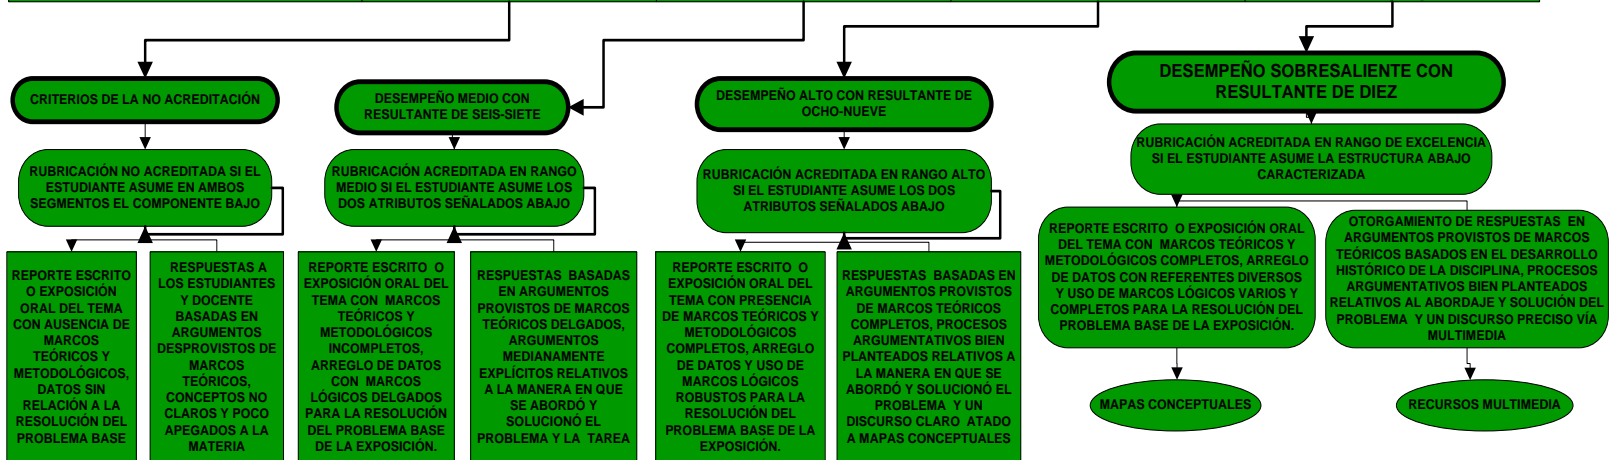 CRITERIOS DE LA NO ACREDITACIÓN
RUBRICACIÓN NO ACREDITADA SI EL
ESTUDIANTE ASUME EN AMBOS
SEGMENTOS EL COMPONENTE BAJO
REPORTE ESCRITO
O EXPOSICIÓN
ORAL DEL TEMA
CON AUSENCIA DE
MARCOS
TEÓRICOS Y
METODOLÓGICOS,
DATOS SIN
RELACIÓN A LA
RESOLUCIÓN DEL
PROBLEMA BASE
RESPUESTAS A
LOS ESTUDIANTES
Y DOCENTE
BASADAS EN
ARGUMENTOS
DESPROVISTOS DE
MARCOS
TEÓRICOS,
CONCEPTOS NO
CLAROS Y POCO
APEGADOS A LA
MATERIA
DESEMPEÑO MEDIO CON
RESULTANTE DE SEIS-SIETE
RUBRICACIÓN ACREDITADA EN RANGO
MEDIO SI EL ESTUDIANTE ASUME LOS
DOS ATRIBUTOS SEÑALADOS ABAJO
REPORTE ESCRITO O
EXPOSICIÓN ORAL DEL
TEMA CON MARCOS
TEÓRICOS Y
METODOLÓGICOS
INCOMPLETOS,
ARREGLO DE DATOS
CON MARCOS
LÓGICOS DELGADOS
PARA LA RESOLUCIÓN
DEL PROBLEMA BASE
DE LA EXPOSICIÓN.
RESPUESTAS BASADAS
EN ARGUMENTOS
PROVISTOS DE MARCOS
TEÓRICOS DELGADOS,
ARGUMENTOS
MEDIANAMENTE
EXPLÍCITOS RELATIVOS
A LA MANERA EN QUE
SE ABORDÓ Y
SOLUCIONÓ EL
PROBLEMA Y LA TAREA
DESEMPEÑO ALTO CON RESULTANTE DE
OCHO-NUEVE
RUBRICACIÓN ACREDITADA EN RANGO ALTO
SI EL ESTUDIANTE ASUME LOS DOS
ATRIBUTOS SEÑALADOS ABAJO
REPORTE ESCRITO O
EXPOSICIÓN ORAL DEL
TEMA CON PRESENCIA
DE MARCOS TEÓRICOS Y
METODOLÓGICOS
COMPLETOS, ARREGLO
DE DATOS Y USO DE
MARCOS LÓGICOS
ROBUSTOS PARA LA
RESOLUCIÓN DEL
PROBLEMA BASE DE LA
EXPOSICIÓN.
RESPUESTAS BASADAS EN
ARGUMENTOS PROVISTOS
DE MARCOS TEÓRICOS
COMPLETOS, PROCESOS
ARGUMENTATIVOS BIEN
PLANTEADOS RELATIVOS A
LA MANERA EN QUE SE
ABORDÓ Y SOLUCIONÓ EL
PROBLEMA Y UN
DISCURSO CLARO ATADO
A MAPAS CONCEPTUALES
DESEMPEÑO SOBRESALIENTE CON
RESULTANTE DE DIEZ
RUBRICACIÓN ACREDITADA EN RANGO DE EXCELENCIA
SI EL ESTUDIANTE ASUME LA ESTRUCTURA ABAJO
CARACTERIZADA
REPORTE ESCRITO O EXPOSICIÓN ORAL
DEL TEMA CON MARCOS TEÓRICOS Y
METODOLÓGICOS COMPLETOS, ARREGLO
DE DATOS CON REFERENTES DIVERSOS
Y USO DE MARCOS LÓGICOS VARIOS Y
COMPLETOS PARA LA RESOLUCIÓN DEL
PROBLEMA BASE DE LA EXPOSICIÓN.
OTORGAMIENTO DE RESPUESTAS EN
ARGUMENTOS PROVISTOS DE MARCOS
TEÓRICOS BASADOS EN EL DESARROLLO
HISTÓRICO DE LA DISCIPLINA, PROCESOS
ARGUMENTATIVOS BIEN PLANTEADOS
RELATIVOS AL ABORDAJE Y SOLUCIÓN DEL
PROBLEMA Y UN DISCURSO PRECISO VÍA
MULTIMEDIA
MAPAS CONCEPTUALES
RECURSOS MULTIMEDIA